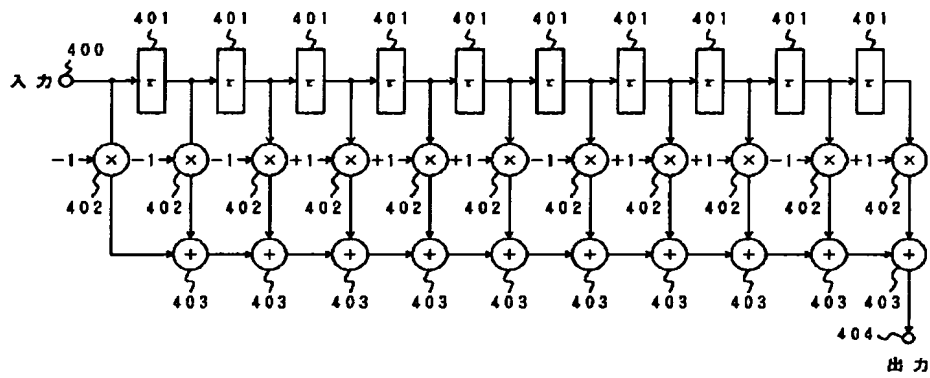 401 401 401 401 401 401 401 401 401 401
400
入力 τ τ τ τ τ τ τ τ τ τ
-1 × -1 × -1 × +1 × +1 × +1 × -1 × +1 × +1 × -1 × +1 ×
402 402 402 402 402 402 402 402 402 402 402
+ + + + + + + + + +
403 403 403 403 403 403 403 403 403 403
404
出力